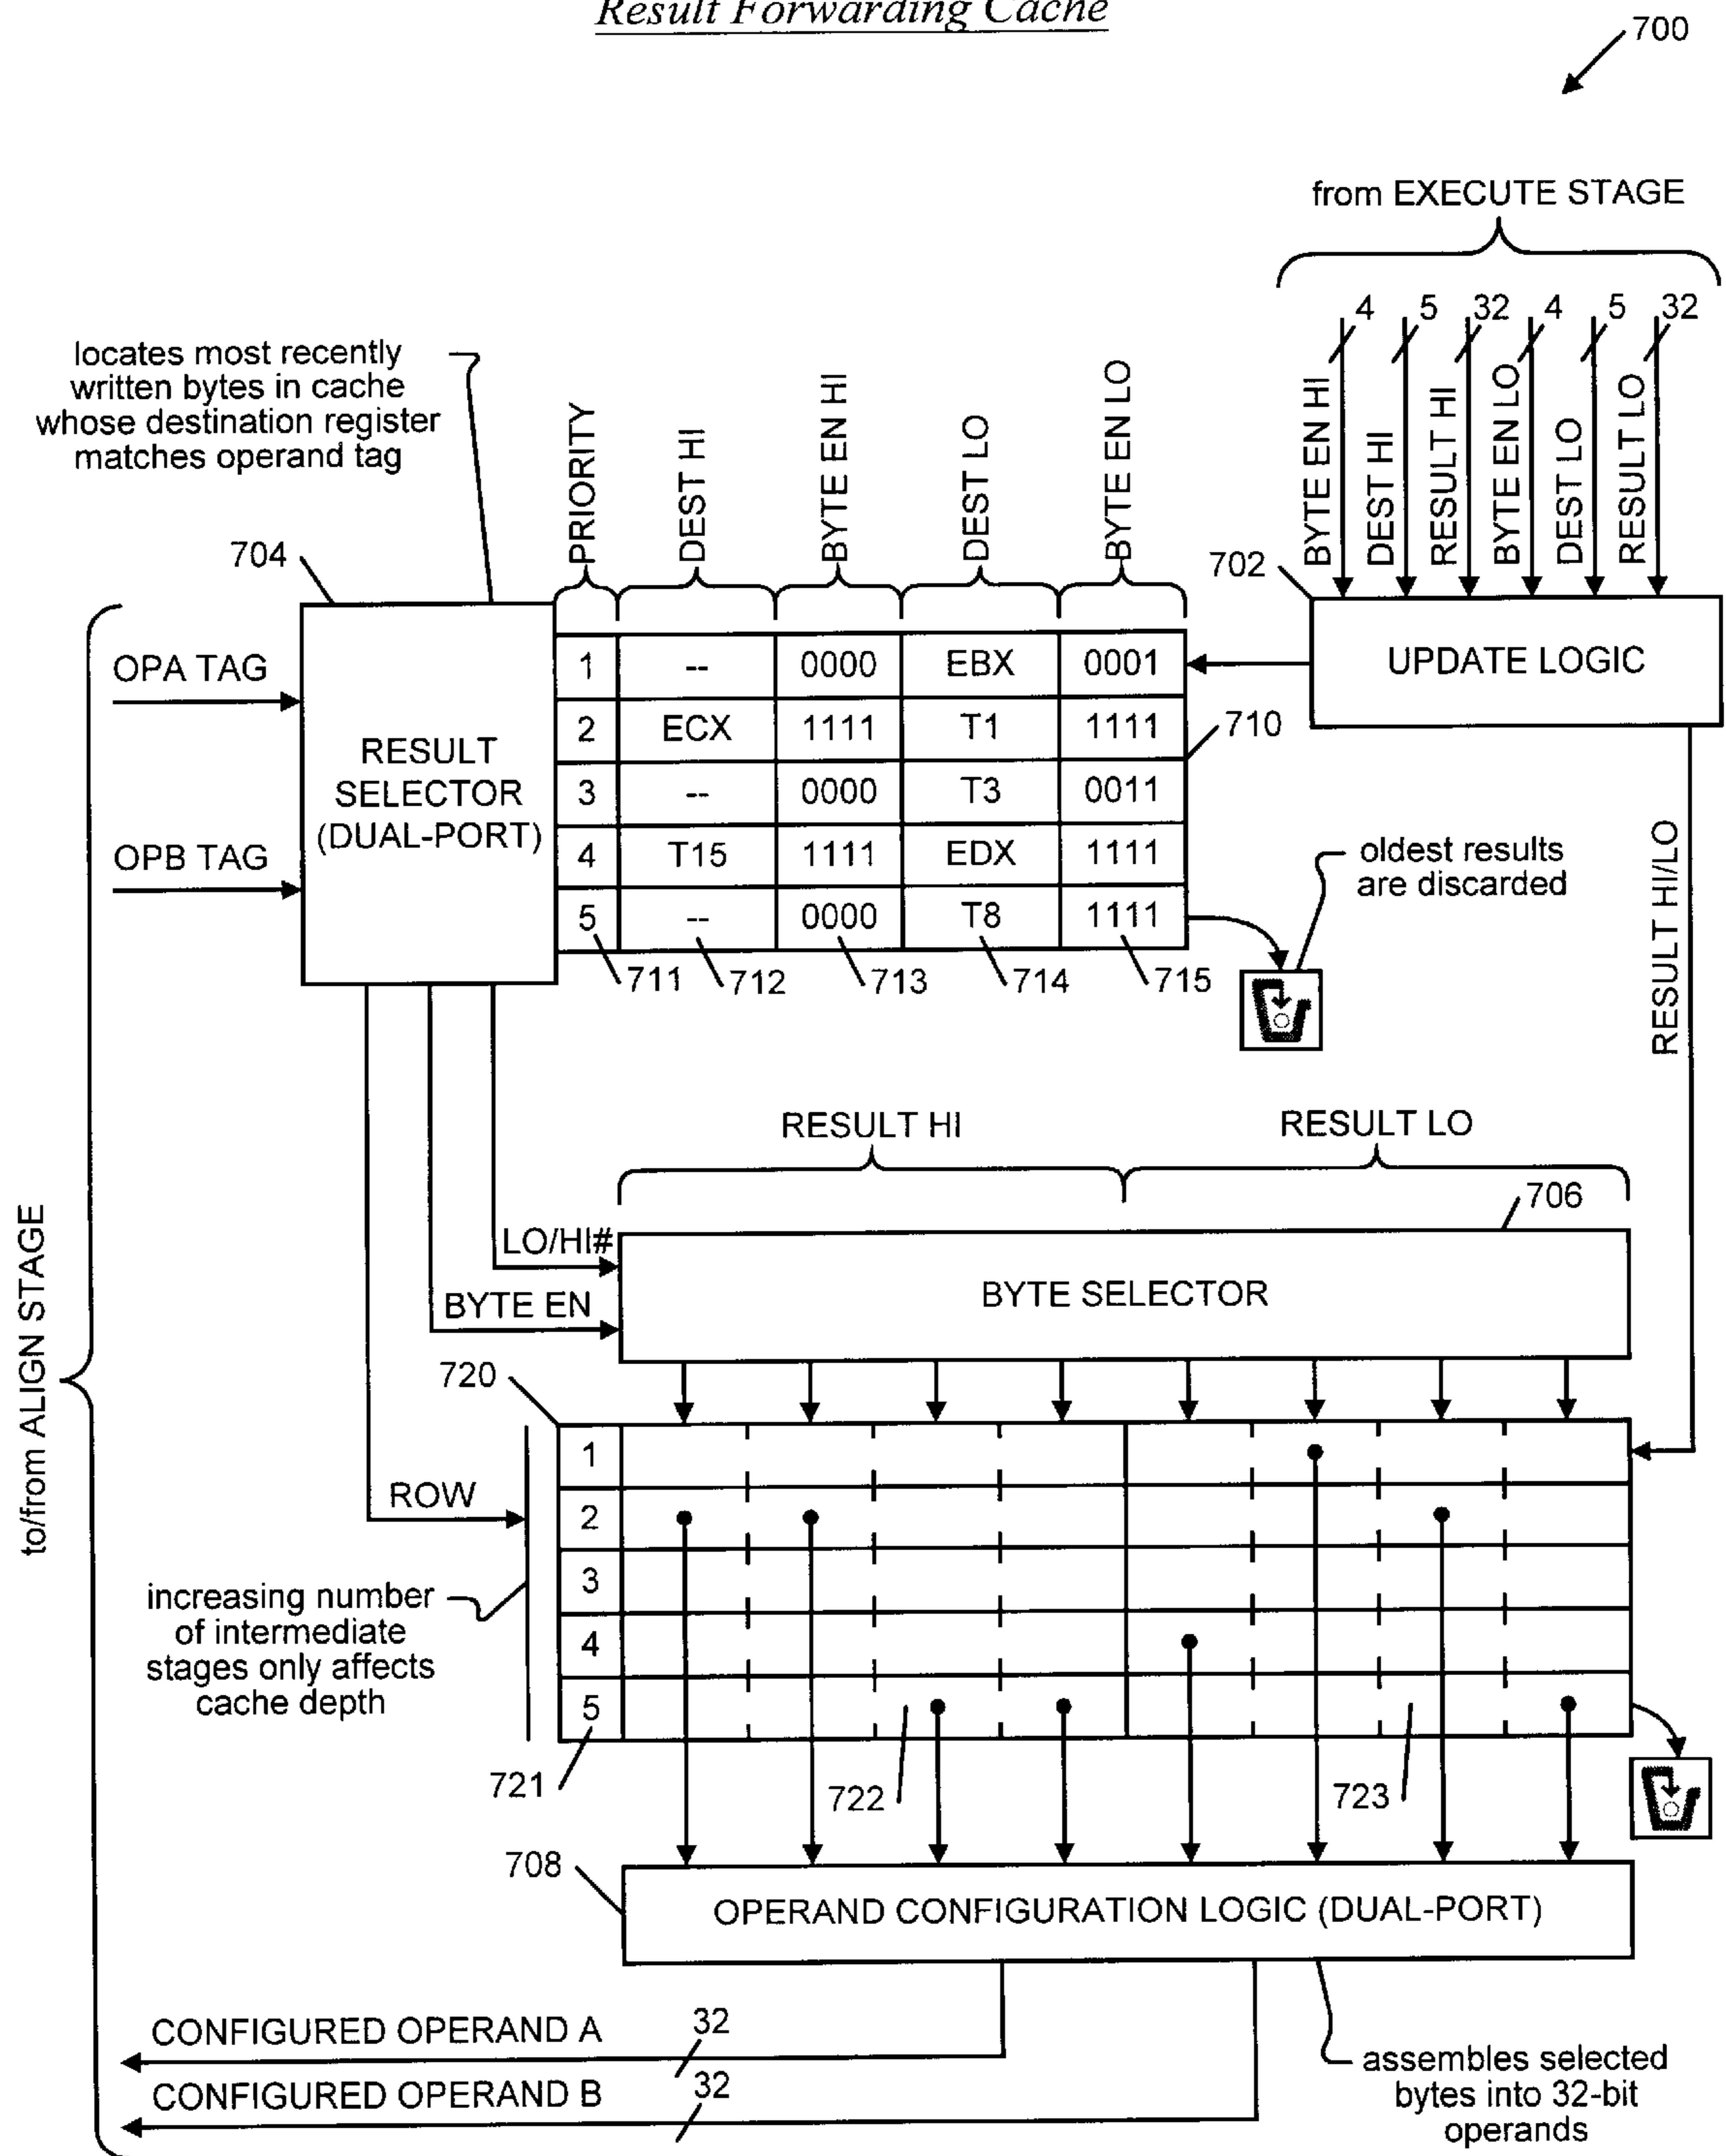 Result Forwarding Cache
700
from EXECUTE STAGE
4 5 32 4 5 32
BYTE EN HI
DEST HI
RESULT HI
BYTE EN LO
DEST LO
RESULT LO
locates most recently
written bytes in cache
whose destination register
matches operand tag
PRIORITY
DEST HI
BYTE EN HI
DEST LO
BYTE EN LO
704
702
OPA TAG
OPB TAG
RESULT
SELECTOR
(DUAL-PORT)
1 -- 0000 EBX 0001
2 ECX 1111 T1 1111
3 -- 0000 T3 0011
4 T15 1111 EDX 1111
5 -- 0000 T8 1111
UPDATE LOGIC
710
711 712 713 714 715
oldest results
are discarded
RESULT HI/LO
RESULT HI
RESULT LO
706
to/from ALIGN STAGE
LO/HI#
BYTE EN
BYTE SELECTOR
720
ROW
1
2
3
4
5
increasing number
of intermediate
stages only affects
cache depth
721
722
723
708
OPERAND CONFIGURATION LOGIC (DUAL-PORT)
CONFIGURED OPERAND A
32
CONFIGURED OPERAND B
32
assembles selected
bytes into 32-bit
operands